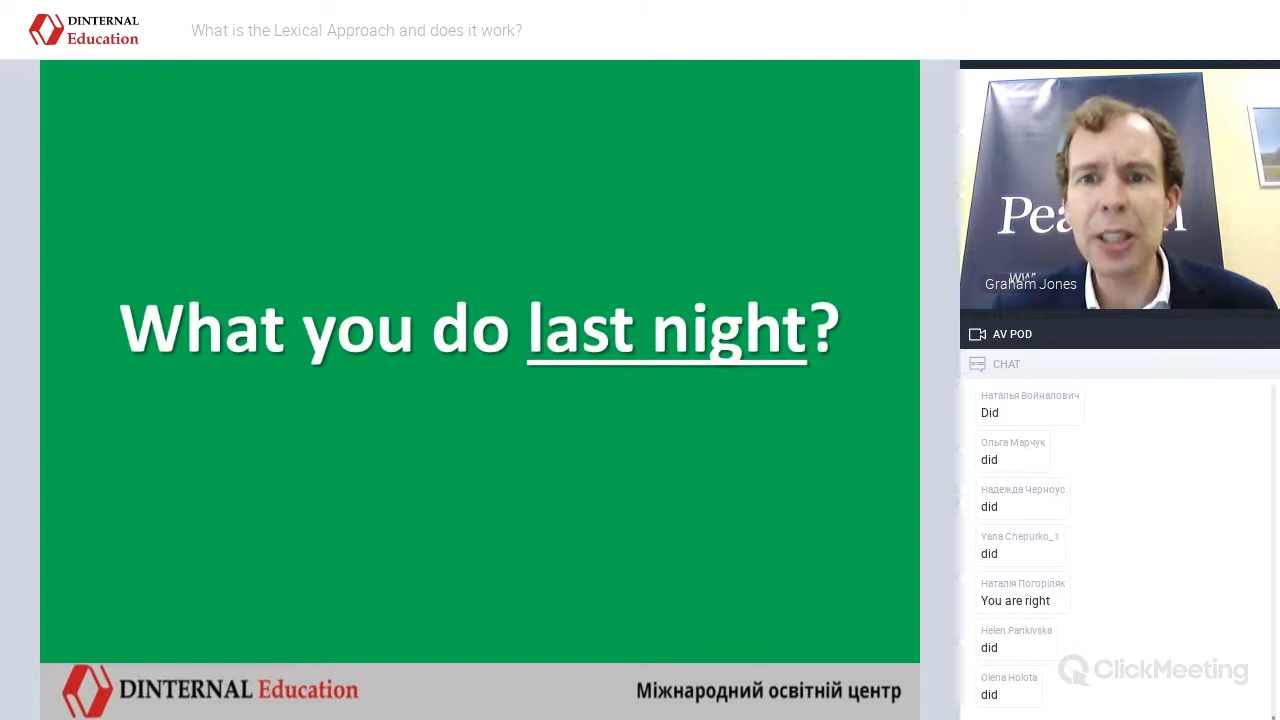 DINTERNAL
Education
What is the Lexical Approach and does it work?
What you do last night?
DINTERNAL Education
Міжнародний освітній центр
Pea n
ww
Graham Jones
AV POD
CHAT
Наталья Войналович
Did
Ольга Марчук
did
Надежда Черноус
did
Yana Chepurko_1
did
Наталія Погоріляк
You are right
Helen Pankivska
did
Olena Holota
did
ClickMeeting